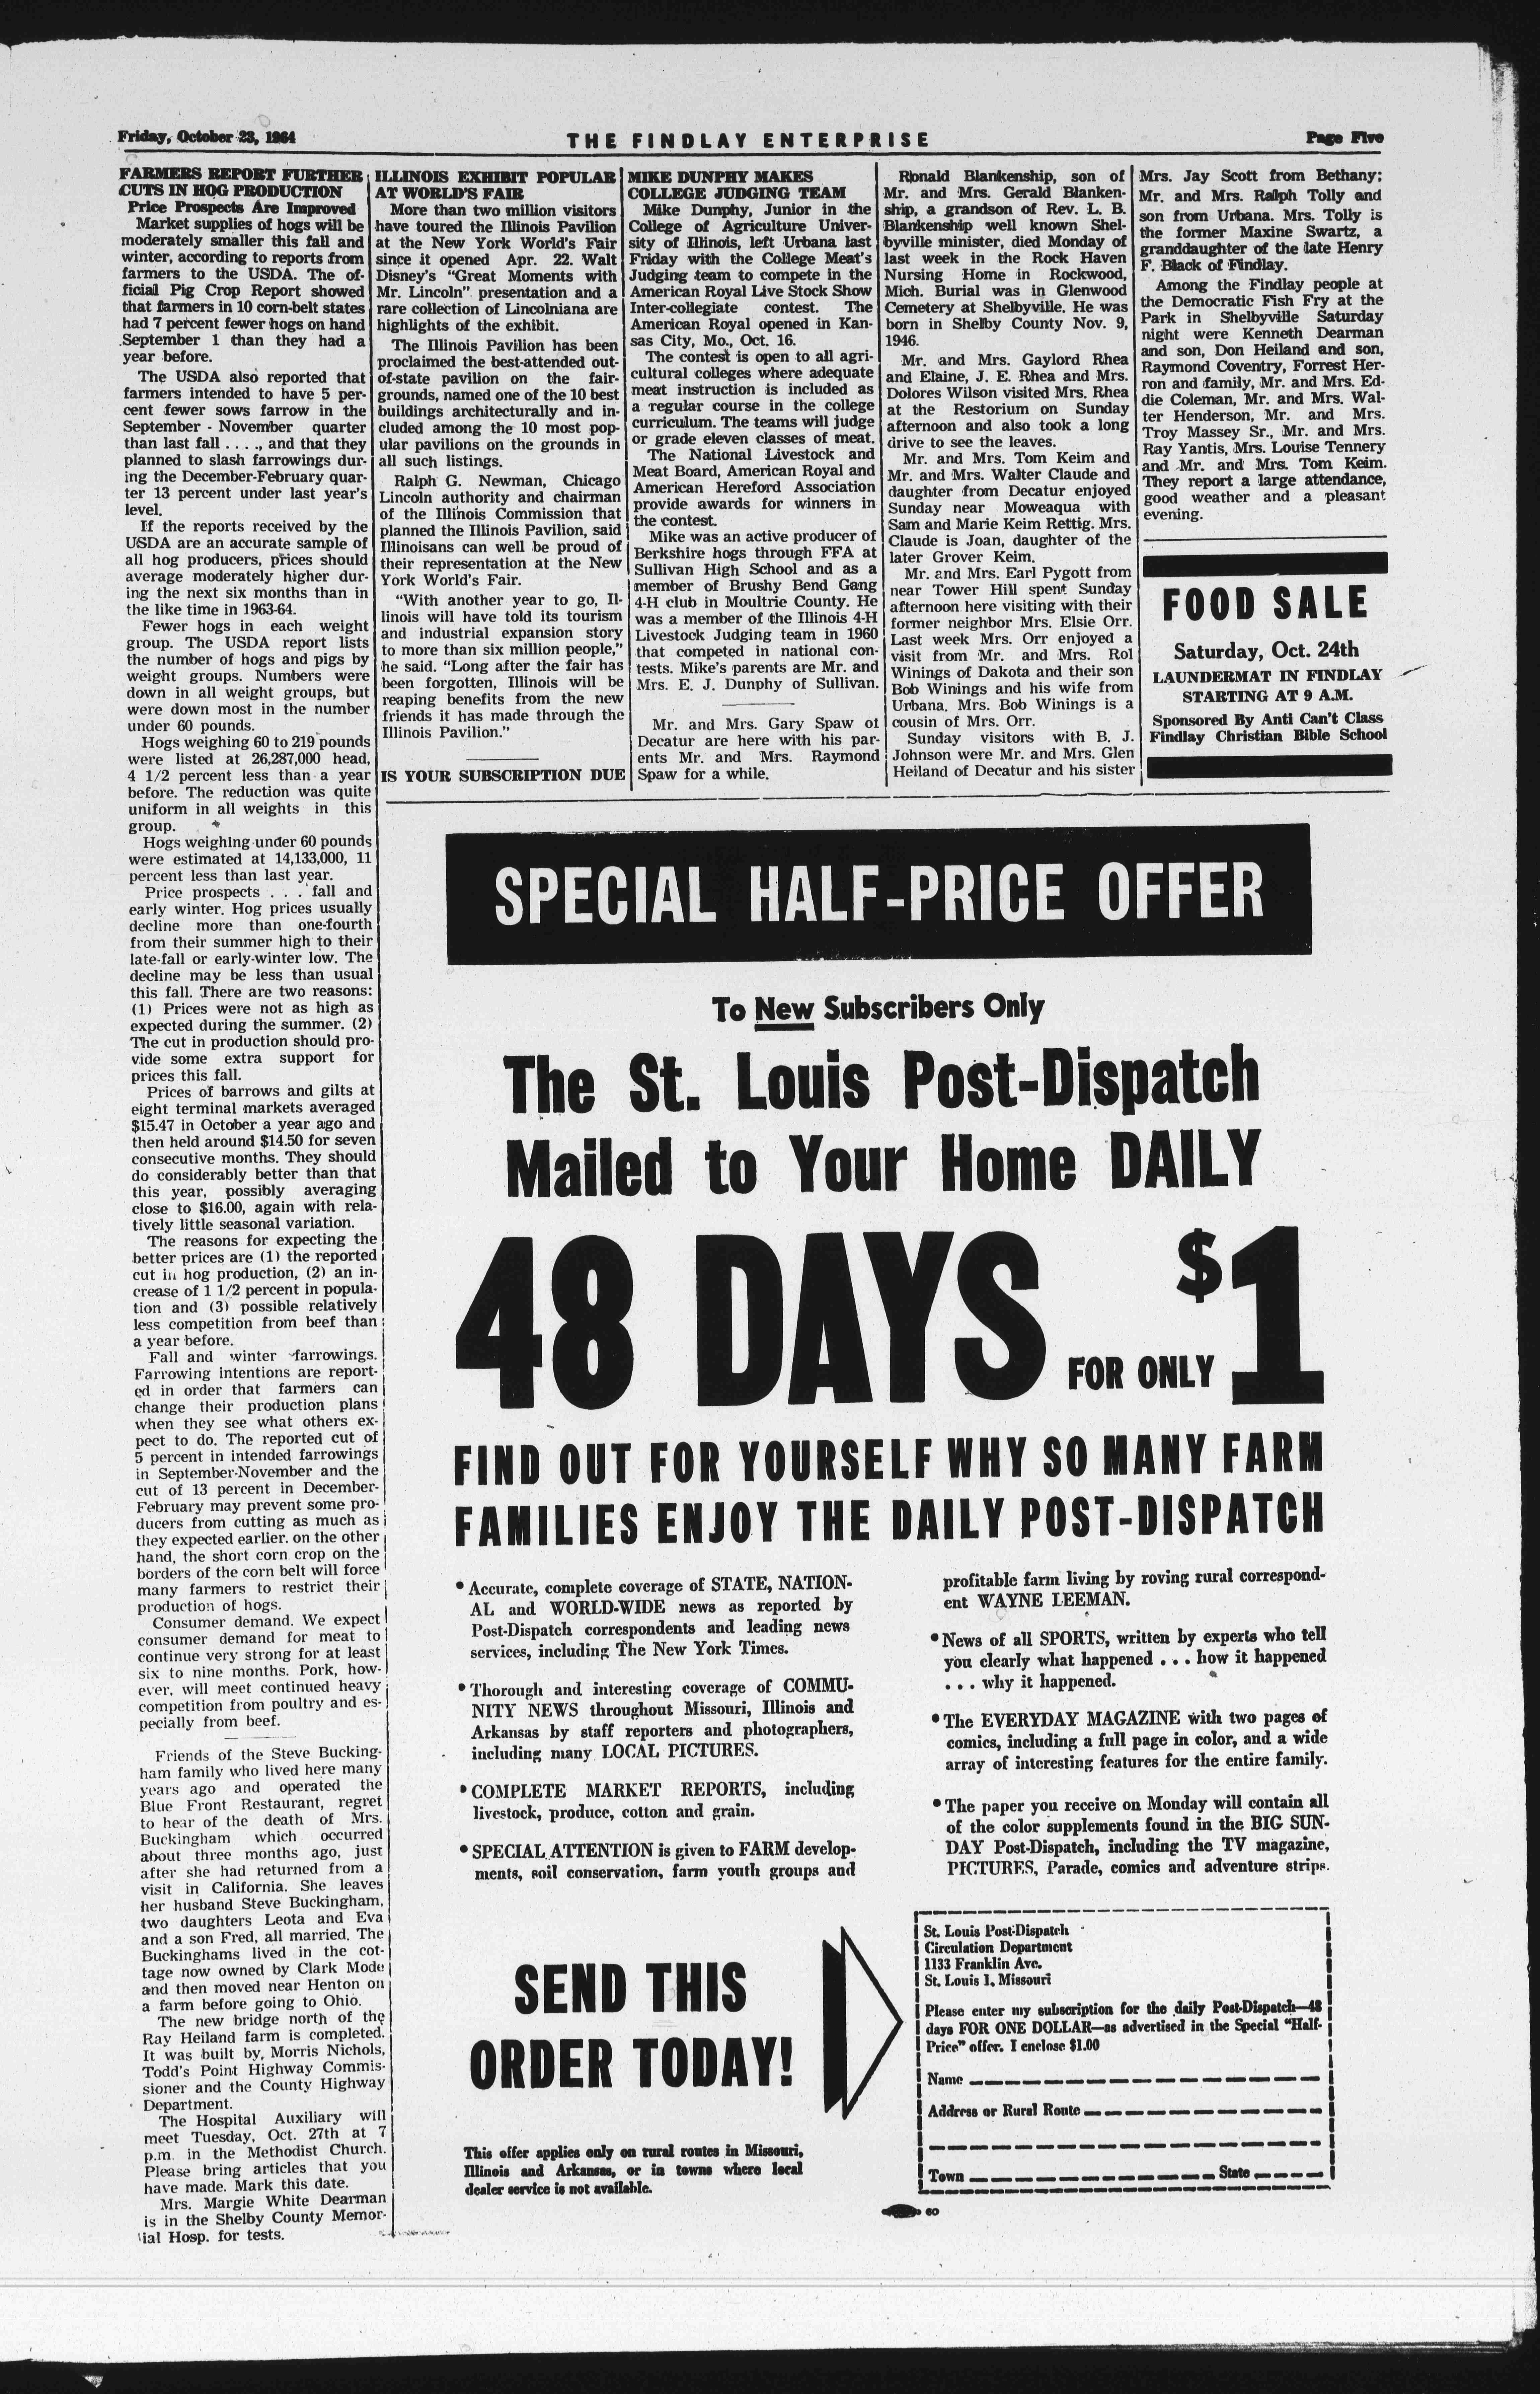 Friday, October 23, 1964
THE FINDLAY ENTERPRISE
Page Five
FARMERS REPORT FURTHER
CUTS IN HOG PRODUCTION
Price Prospects Are Improved
Market supplies of hogs will be
moderately smaller this fall and
winter, according to reports from
farmers to the USDA. The of-
ficial Pig Crop Report showed
that farmers in 10 corn-belt states
had 7 percent fewer hogs on hand
September 1 than they had a
year before.
The USDA also reported that
farmers intended to have 5 per-
cent fewer sows farrow in the
September - November quarter
than last fall . . . ., and that they
planned to slash farrowings dur-
ing the December-February quar-
ter 13 percent under last year's
level.
If the reports received by the
USDA are an accurate sample of
all hog producers, prices should
average moderately higher dur-
ing the next six months than in
the like time in 1963-64.
Fewer hogs in each weight
group. The USDA report lists
the number of hogs and pigs by
weight groups. Numbers were
down in all weight groups, but
were down most in the number
under 60 pounds.
Hogs weighing 60 to 219 pounds
were listed at 26,287,000 head,
4 1/2 percent less than a year
before. The reduction was quite
uniform in all weights in this
group.
Hogs weighing under 60 pounds
were estimated at 14,133,000, 11
percent less than last year.
Price prospects . . . fall and
early winter. Hog prices usually
decline more than one-fourth
from their summer high to their
late-fall or early-winter low. The
decline may be less than usual
this fall. There are two reasons:
(1) Prices were not as high as
expected during the summer. (2)
The cut in production should pro-
vide some extra support for
prices this fall.
Prices of barrows and gilts at
eight terminal markets averaged
$15.47 in October a year ago and
then held around $14.50 for seven
consecutive months. They should
do considerably better than that
this year, possibly averaging
close to $16.00, again with rela-
tively little seasonal variation.
The reasons for expecting the
better prices are (1) the reported
cut in hog production, (2) an in-
crease of 1 1/2 percent in popula-
tion and (3) possible relatively
less competition from beef than
a year before.
Fall and winter farrowings.
Farrowing intentions are report-
ed in order that farmers can
change their production plans
when they see what others ex-
pect to do. The reported cut of
5 percent in intended farrowings
in September-November and the
cut of 13 percent in December-
February may prevent some pro-
ducers from cutting as much as
they expected earlier. on the other
hand, the short corn crop on the
borders of the corn belt will force
many farmers to restrict their
production of hogs.
Consumer demand. We expect
consumer demand for meat to
continue very strong for at least
six to nine months. Pork, how-
ever, will meet continued heavy
competition from poultry and es-
pecially from beef.
Friends of the Steve Bucking-
ham family who lived here many
years ago and operated the
Blue Front Restaurant, regret
to hear of the death of Mrs.
Buckingham which occurred
about three months ago, just
after she had returned from a
visit in California. She leaves
her husband Steve Buckingham,
two daughters Leota and Eva
and a son Fred, all married. The
Buckinghams lived in the cot-
tage now owned by Clark Mode
and then moved near Henton on
a farm before going to Ohio.
The new bridge north of the
Ray Heiland farm is completed.
It was built by, Morris Nichols,
Todd's Point Highway Commis-
sioner and the County Highway
Department.
The Hospital Auxiliary will
meet Tuesday, Oct. 27th at 7
p.m. in the Methodist Church.
Please bring articles that you
have made. Mark this date.
Mrs. Margie White Dearman
is in the Shelby County Memor-
ial Hosp. for tests.
ILLINOIS EXHIBIT POPULAR
AT WORLD'S FAIR
More than two million visitors
have toured the Illinois Pavilion
at the New York World's Fair
since it opened Apr. 22. Walt
Disney's "Great Moments with
Mr. Lincoln" presentation and a
rare collection of Lincolniana are
highlights of the exhibit.
The Illinois Pavilion has been
proclaimed the best-attended out-
of-state pavilion on the fair-
grounds, named one of the 10 best
buildings architecturally and in-
cluded among the 10 most pop-
ular pavilions on the grounds in
all such listings.
Ralph G. Newman, Chicago
Lincoln authority and chairman
of the Illinois Commission that
planned the Illinois Pavilion, said
Illinoisans can well be proud of
their representation at the New
York World's Fair.
"With another year to go, Il-
linois will have told its tourism
and industrial expansion story
to more than six million people,"
he said. "Long after the fair has
been forgotten, Illinois will be
reaping benefits from the new
friends it has made through the
Illinois Pavilion."
IS YOUR SUBSCRIPTION DUE
MIKE DUNPHY MAKES
COLLEGE JUDGING TEAM
Mike Dunphy, Junior in the
College of Agriculture Univer-
sity of Illinois, left Urbana last
Friday with the College Meat's
Judging team to compete in the
American Royal Live Stock Show
Inter-collegiate contest. The
American Royal opened in Kan-
sas City, Mo., Oct. 16.
The contest is open to all agri-
cultural colleges where adequate
meat instruction is included as
a regular course in the college
curriculum. The teams will judge
or grade eleven classes of meat.
The National Livestock and
Meat Board, American Royal and
American Hereford Association
provide awards for winners in
the contest.
Mike was an active producer of
Berkshire hogs through FFA at
Sullivan High School and as a
member of Brushy Bend Gang
4-H club in Moultrie County. He
was a member of the Illinois 4-H
Livestock Judging team in 1960
that competed in national con-
tests. Mike's parents are Mr. and
Mrs. E. J. Dunphy of Sullivan.
Mr. and Mrs. Gary Spaw of
Decatur are here with his par-
ents Mr. and Mrs. Raymond
Spaw for a while.
Ronald Blankenship, son of
Mr. and Mrs. Gerald Blanken-
ship, a grandson of Rev. L. B.
Blankenship well known Shel-
byville minister, died Monday of
last week in the Rock Haven
Nursing Home in Rockwood,
Mich. Burial was in Glenwood
Cemetery at Shelbyville. He was
born in Shelby County Nov. 9,
1946.
Mr. and Mrs. Gaylord Rhea
and Elaine, J. E. Rhea and Mrs.
Dolores Wilson visited Mrs. Rhea
at the Restorium on Sunday
afternoon and also took a long
drive to see the leaves.
Mr. and Mrs. Tom Keim and
Mr. and Mrs. Walter Claude and
daughter from Decatur enjoyed
Sunday near Moweaqua with
Sam and Marie Keim Rettig. Mrs.
Claude is Joan, daughter of the
later Grover Keim.
Mr. and Mrs. Earl Pygott from
near Tower Hill spent Sunday
afternoon here visiting with their
former neighbor Mrs. Elsie Orr.
Last week Mrs. Orr enjoyed a
visit from Mr. and Mrs. Rol
Winings of Dakota and their son
Bob Winings and his wife from
Urbana. Mrs. Bob Winings is a
cousin of Mrs. Orr.
Sunday visitors with B. J.
Johnson were Mr. and Mrs. Glen
Heiland of Decatur and his sister
Mrs. Jay Scott from Bethany;
Mr. and Mrs. Ralph Tolly and
son from Urbana. Mrs. Tolly is
the former Maxine Swartz, a
granddaughter of the late Henry
F. Black of Findlay.
Among the Findlay people at
the Democratic Fish Fry at the
Park in Shelbyville Saturday
night were Kenneth Dearman
and son, Don Heiland and son,
Raymond Coventry, Forrest Her-
ron and family, Mr. and Mrs. Ed-
die Coleman, Mr. and Mrs. Wal-
ter Henderson, Mr. and Mrs.
Troy Massey Sr., Mr. and Mrs.
Ray Yantis, Mrs. Louise Tennery
and Mr. and Mrs. Tom Keim.
They report a large attendance,
good weather and a pleasant
evening.
FOOD SALE
Saturday, Oct. 24th
LAUNDERMAT IN FINDLAY
STARTING AT 9 A.M.
Sponsored By Anti Can't Class
Findlay Christian Bible School
SPECIAL HALF-PRICE OFFER
To New Subscribers Only
The St. Louis Post-Dispatch
Mailed to Your Home DAILY
48 DAYS FOR ONLY $1
FIND OUT FOR YOURSELF WHY SO MANY FARM
FAMILIES ENJOY THE DAILY POST-DISPATCH
• Accurate, complete coverage of STATE, NATION-
AL and WORLD-WIDE news as reported by
Post-Dispatch correspondents and leading news
services, including The New York Times.
• Thorough and interesting coverage of COMMU-
NITY NEWS throughout Missouri, Illinois and
Arkansas by staff reporters and photographers,
including many LOCAL PICTURES.
• COMPLETE MARKET REPORTS, including
livestock, produce, cotton and grain.
• SPECIAL ATTENTION is given to FARM develop-
ments, soil conservation, farm youth groups and
profitable farm living by roving rural correspond-
ent WAYNE LEEMAN.
• News of all SPORTS, written by experts who tell
you clearly what happened . . . how it happened
. . . why it happened.
• The EVERYDAY MAGAZINE with two pages of
comics, including a full page in color, and a wide
array of interesting features for the entire family.
• The paper you receive on Monday will contain all
of the color supplements found in the BIG SUN-
DAY Post-Dispatch, including the TV magazine,
PICTURES, Parade, comics and adventure strips.
SEND THIS
ORDER TODAY!
This offer applies only on rural routes in Missouri,
Illinois and Arkansas, or in towns where local
dealer service is not available.
St. Louis Post-Dispatch
Circulation Department
1133 Franklin Ave.
St. Louis 1, Missouri
Please enter my subscription for the daily Post-Dispatch—48
days FOR ONE DOLLAR—as advertised in the Special "Half-
Price" offer. I enclose $1.00
Name
Address or Rural Route
Town State
60